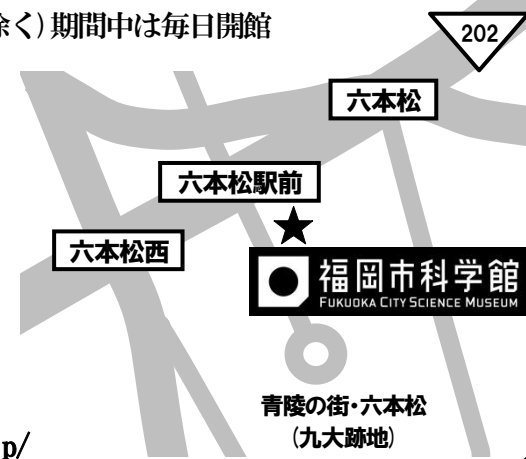 除く）期間中は毎日開館
202
六本松
六本松駅前
六本松西
福岡市科学館
FUKUOKA CITY SCIENCE MUSEUM
青陵の街・六本松
（九大跡地）
p/